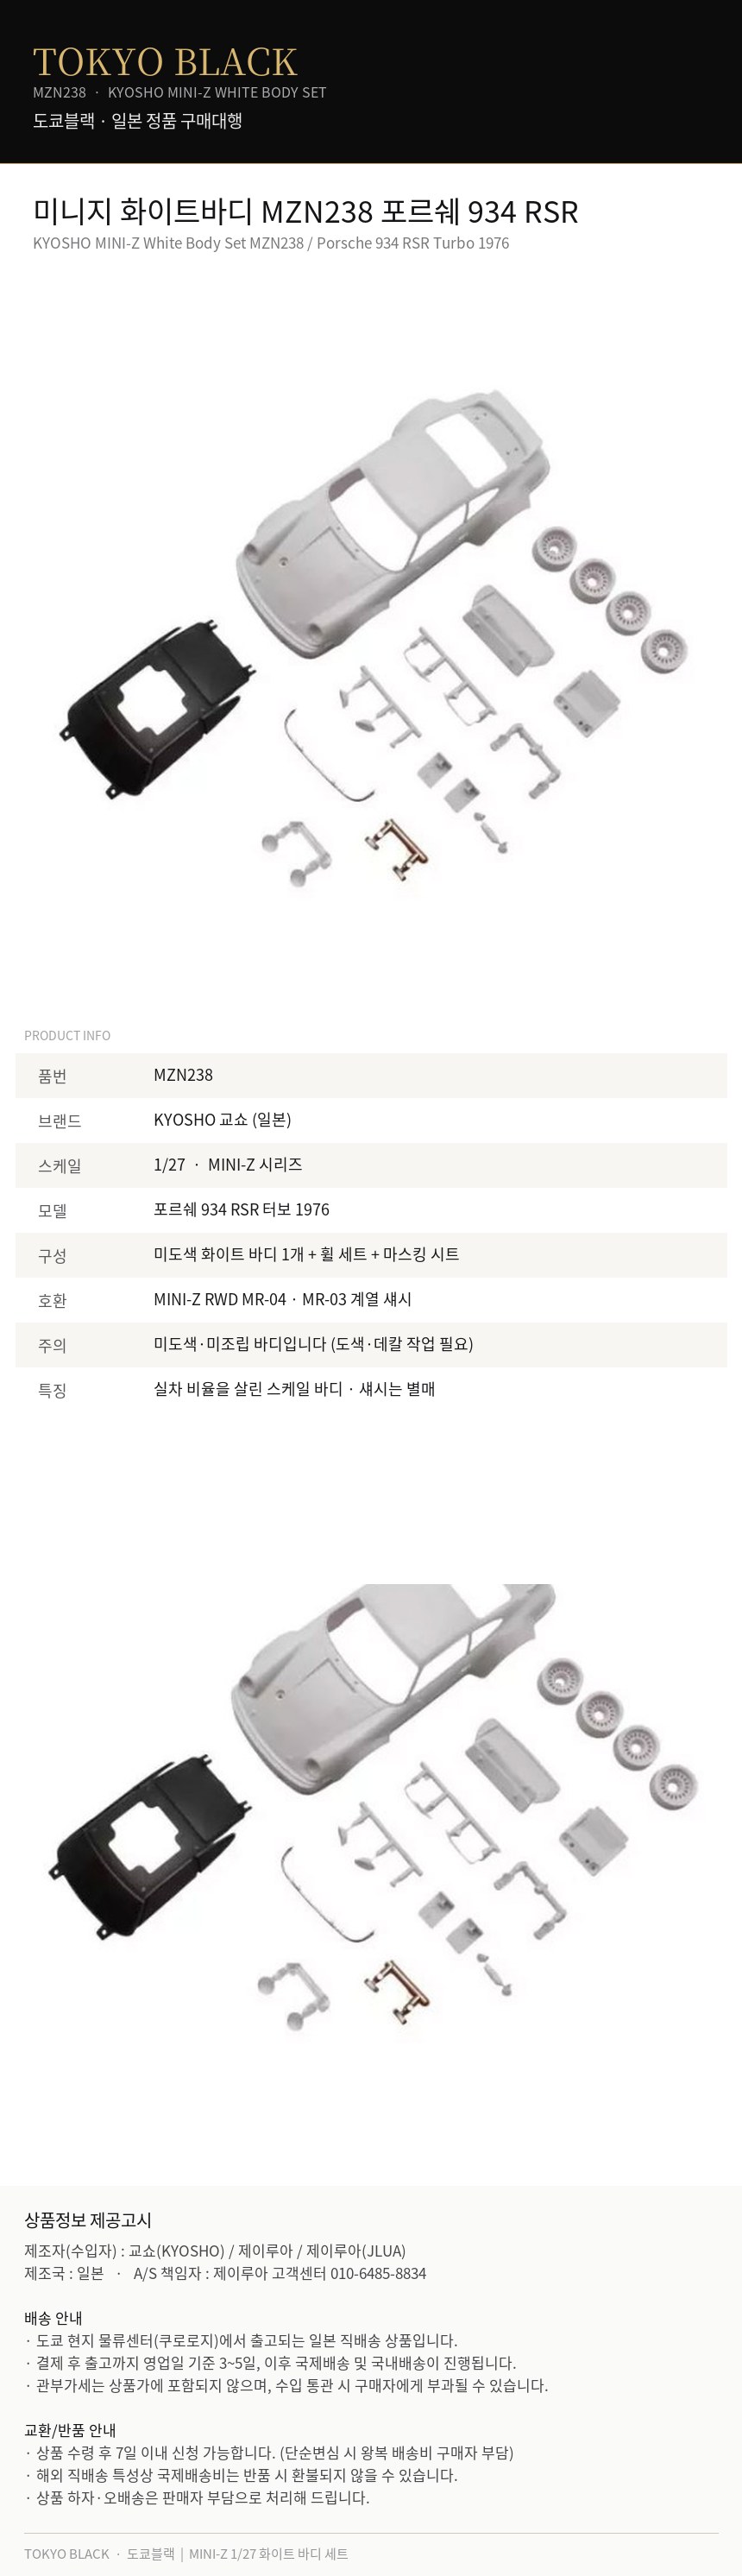 TOKYO BLACK
MZN238 · KYOSHO MINI-Z WHITE BODY SET
도쿄블랙 · 일본 정품 구매대행
미니지 화이트바디 MZN238 포르쉐 934 RSR
KYOSHO MINI-Z White Body Set MZN238 / Porsche 934 RSR Turbo 1976
PRODUCT INFO
품번 MZN238
브랜드 KYOSHO 교쇼 (일본)
스케일 1/27 · MINI-Z 시리즈
모델 포르쉐 934 RSR 터보 1976
구성 미도색 화이트 바디 1개 + 휠 세트 + 마스킹 시트
호환 MINI-Z RWD MR-04 · MR-03 계열 섀시
주의 미도색·미조립 바디입니다 (도색·데칼 작업 필요)
특징 실차 비율을 살린 스케일 바디 · 섀시는 별매
상품정보 제공고시
제조자(수입자) : 교쇼(KYOSHO) / 제이루아 / 제이루아(JLUA)
제조국 : 일본 · A/S 책임자 : 제이루아 고객센터 010-6485-8834
배송 안내
· 도쿄 현지 물류센터(쿠로로지)에서 출고되는 일본 직배송 상품입니다.
· 결제 후 출고까지 영업일 기준 3~5일, 이후 국제배송 및 국내배송이 진행됩니다.
· 관부가세는 상품가에 포함되지 않으며, 수입 통관 시 구매자에게 부과될 수 있습니다.
교환/반품 안내
· 상품 수령 후 7일 이내 신청 가능합니다. (단순변심 시 왕복 배송비 구매자 부담)
· 해외 직배송 특성상 국제배송비는 반품 시 환불되지 않을 수 있습니다.
· 상품 하자·오배송은 판매자 부담으로 처리해 드립니다.
TOKYO BLACK · 도쿄블랙 | MINI-Z 1/27 화이트 바디 세트